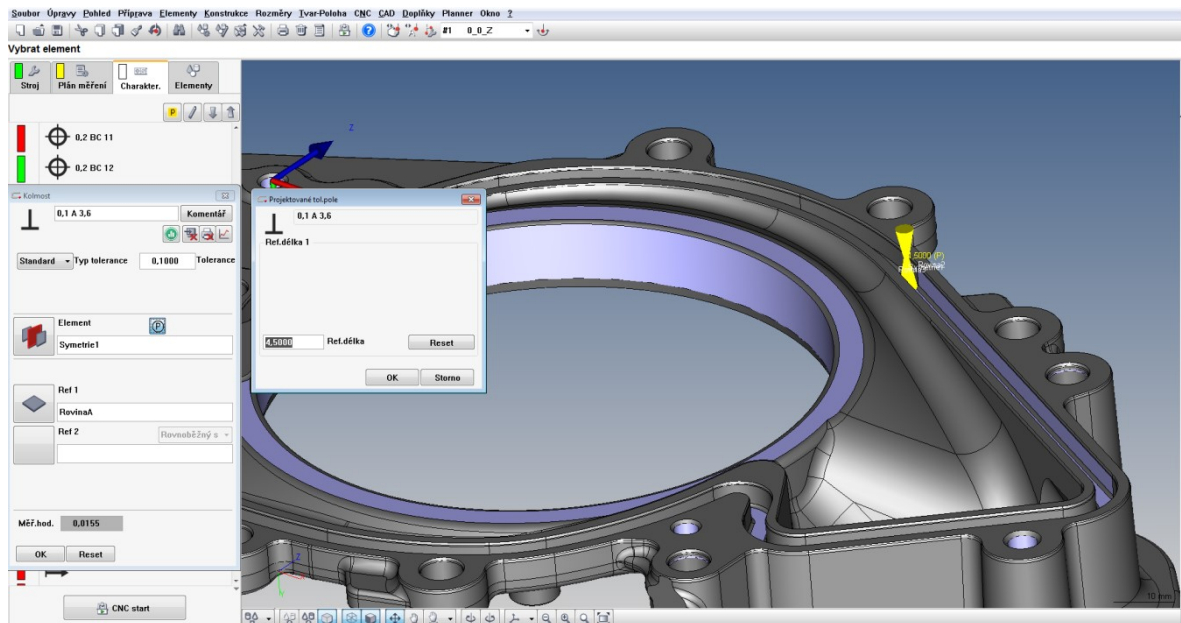 Soubor Úpravy Pohled Příprava Elementy Konstrukce Rozměry Tvar-Poloha CNC CAD Doplňky Planner Okno ?
#1 0_0_Z
Vybrat element
Stroj Plán měření Charakter. Elementy
P
0,2 BC 11
0,2 BC 12
Kolmost
0,1 A 3,6 Komentář
Standard Typ tolerance 0,1000 Tolerance
Element P
Symetrie1
Ref 1
RovinaA
Ref 2 Rovnoběžný s
Měř.hod. 0,0155
OK Reset
CNC start
Projektované tol.pole
0,1 A 3,6
Ref.délka 1
4,5000 Ref.délka Reset
OK Storno
Z
,5000 (P)
Z
Y
10 mm